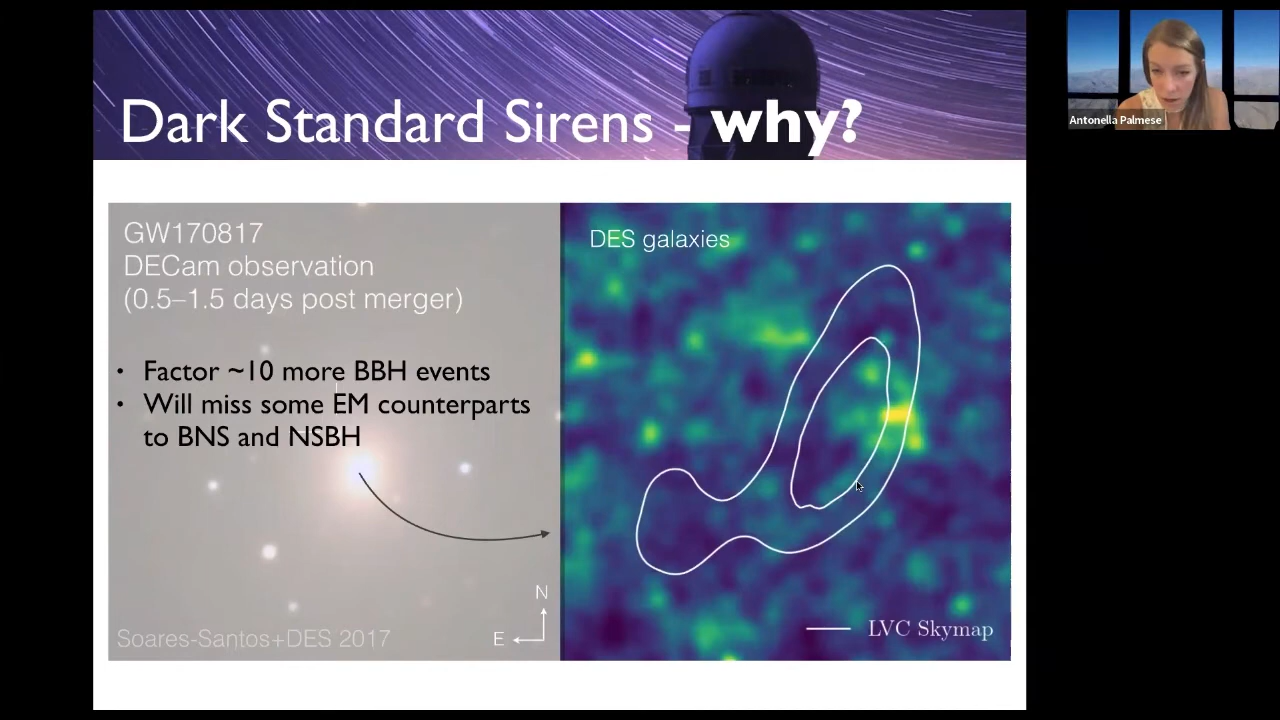 Dark Standard Sirens - why?
GW170817
DECam observation
(0.5–1.5 days post merger)
• Factor ~10 more BBH events
• Will miss some EM counterparts
to BNS and NSBH
N
E
Soares-Santos+DES 2017
DES galaxies
LVC Skymap
Antonella Palmese